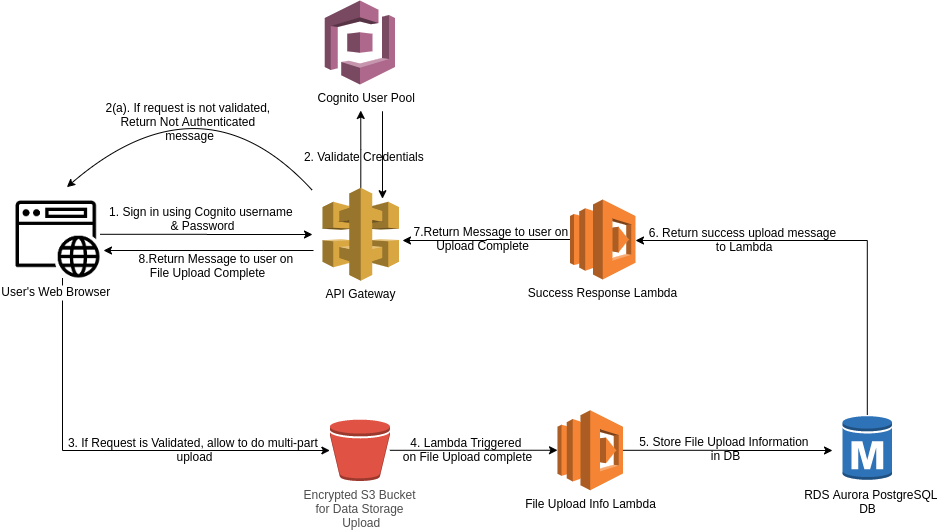 Cognito User Pool
2(a). If request is not validated,
Return Not Authenticated
message
2. Validate Credentials
1. Sign in using Cognito username
& Password
8.Return Message to user on
File Upload Complete
User's Web Browser
API Gateway
7.Return Message to user on
Upload Complete
Success Response Lambda
6. Return success upload message
to Lambda
3. If Request is Validated, allow to do multi-part
upload
Encrypted S3 Bucket
for Data Storage
Upload
4. Lambda Triggered
on File Upload complete
File Upload Info Lambda
5. Store File Upload Information
in DB
M
RDS Aurora PostgreSQL
DB